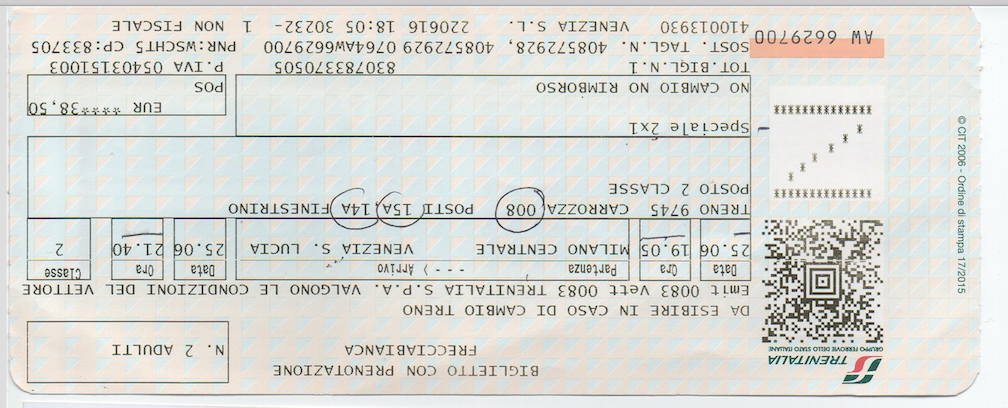 TRENITALIA
GRUPPO FERROVIE DELLO STATO ITALIANE
BIGLIETTO CON PRENOTAZIONE
FRECCIABIANCA
N. 2 ADULTI
DA ESIBIRE IN CASO DI CAMBIO TRENO
Emit 0083 Vett 0083 TRENITALIA S.P.A. VALGONO LE CONDIZIONI DEL VETTORE
Data Ora Partenza ---> Arrivo Data Ora Classe
25.06 19.05 MILANO CENTRALE VENEZIA S. LUCIA 25.06 21.40 2
TRENO 9745 CARROZZA 008 POSTI 15A,14A FINESTRINO
POSTO 2 CLASSE
Speciale 2x1
NO CAMBIO NO RIMBORSO
EUR ****38,50
POS
TOT.BIGL.N.1 830783370505 P.IVA 05403151003
SOST. TAGL.N. 408572928, 408572929 0764AW6629700 PNR:WSCHT5 CP:833705
410013930 VENEZIA S.L. 220616 18:05 30232- 1 NON FISCALE
*****************
*
*
*
*
*
*****************
AW 6629700
© CIT 2006 - Ordine di stampa 17/2015